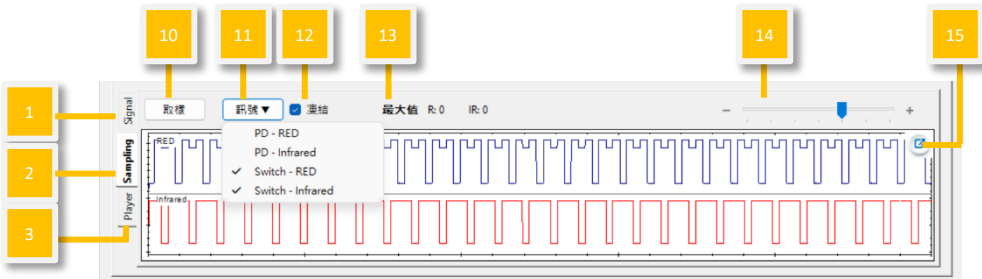 10
11
12
13
14
15
1
2
3
Signal
Sampling
Player
取樣
訊號▼
凍結
最大值 R: 0 IR: 0
− +
RED
PD - RED
PD - Infrared
✓ Switch - RED
✓ Switch - Infrared
Infrared